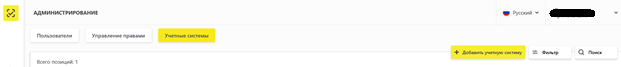 АДМИНИСТРИРОВАНИЕ Русский
Пользователи Управление правами Учетные системы
+ Добавить учетную систему Фильтр Поиск
Всего позиций: 1